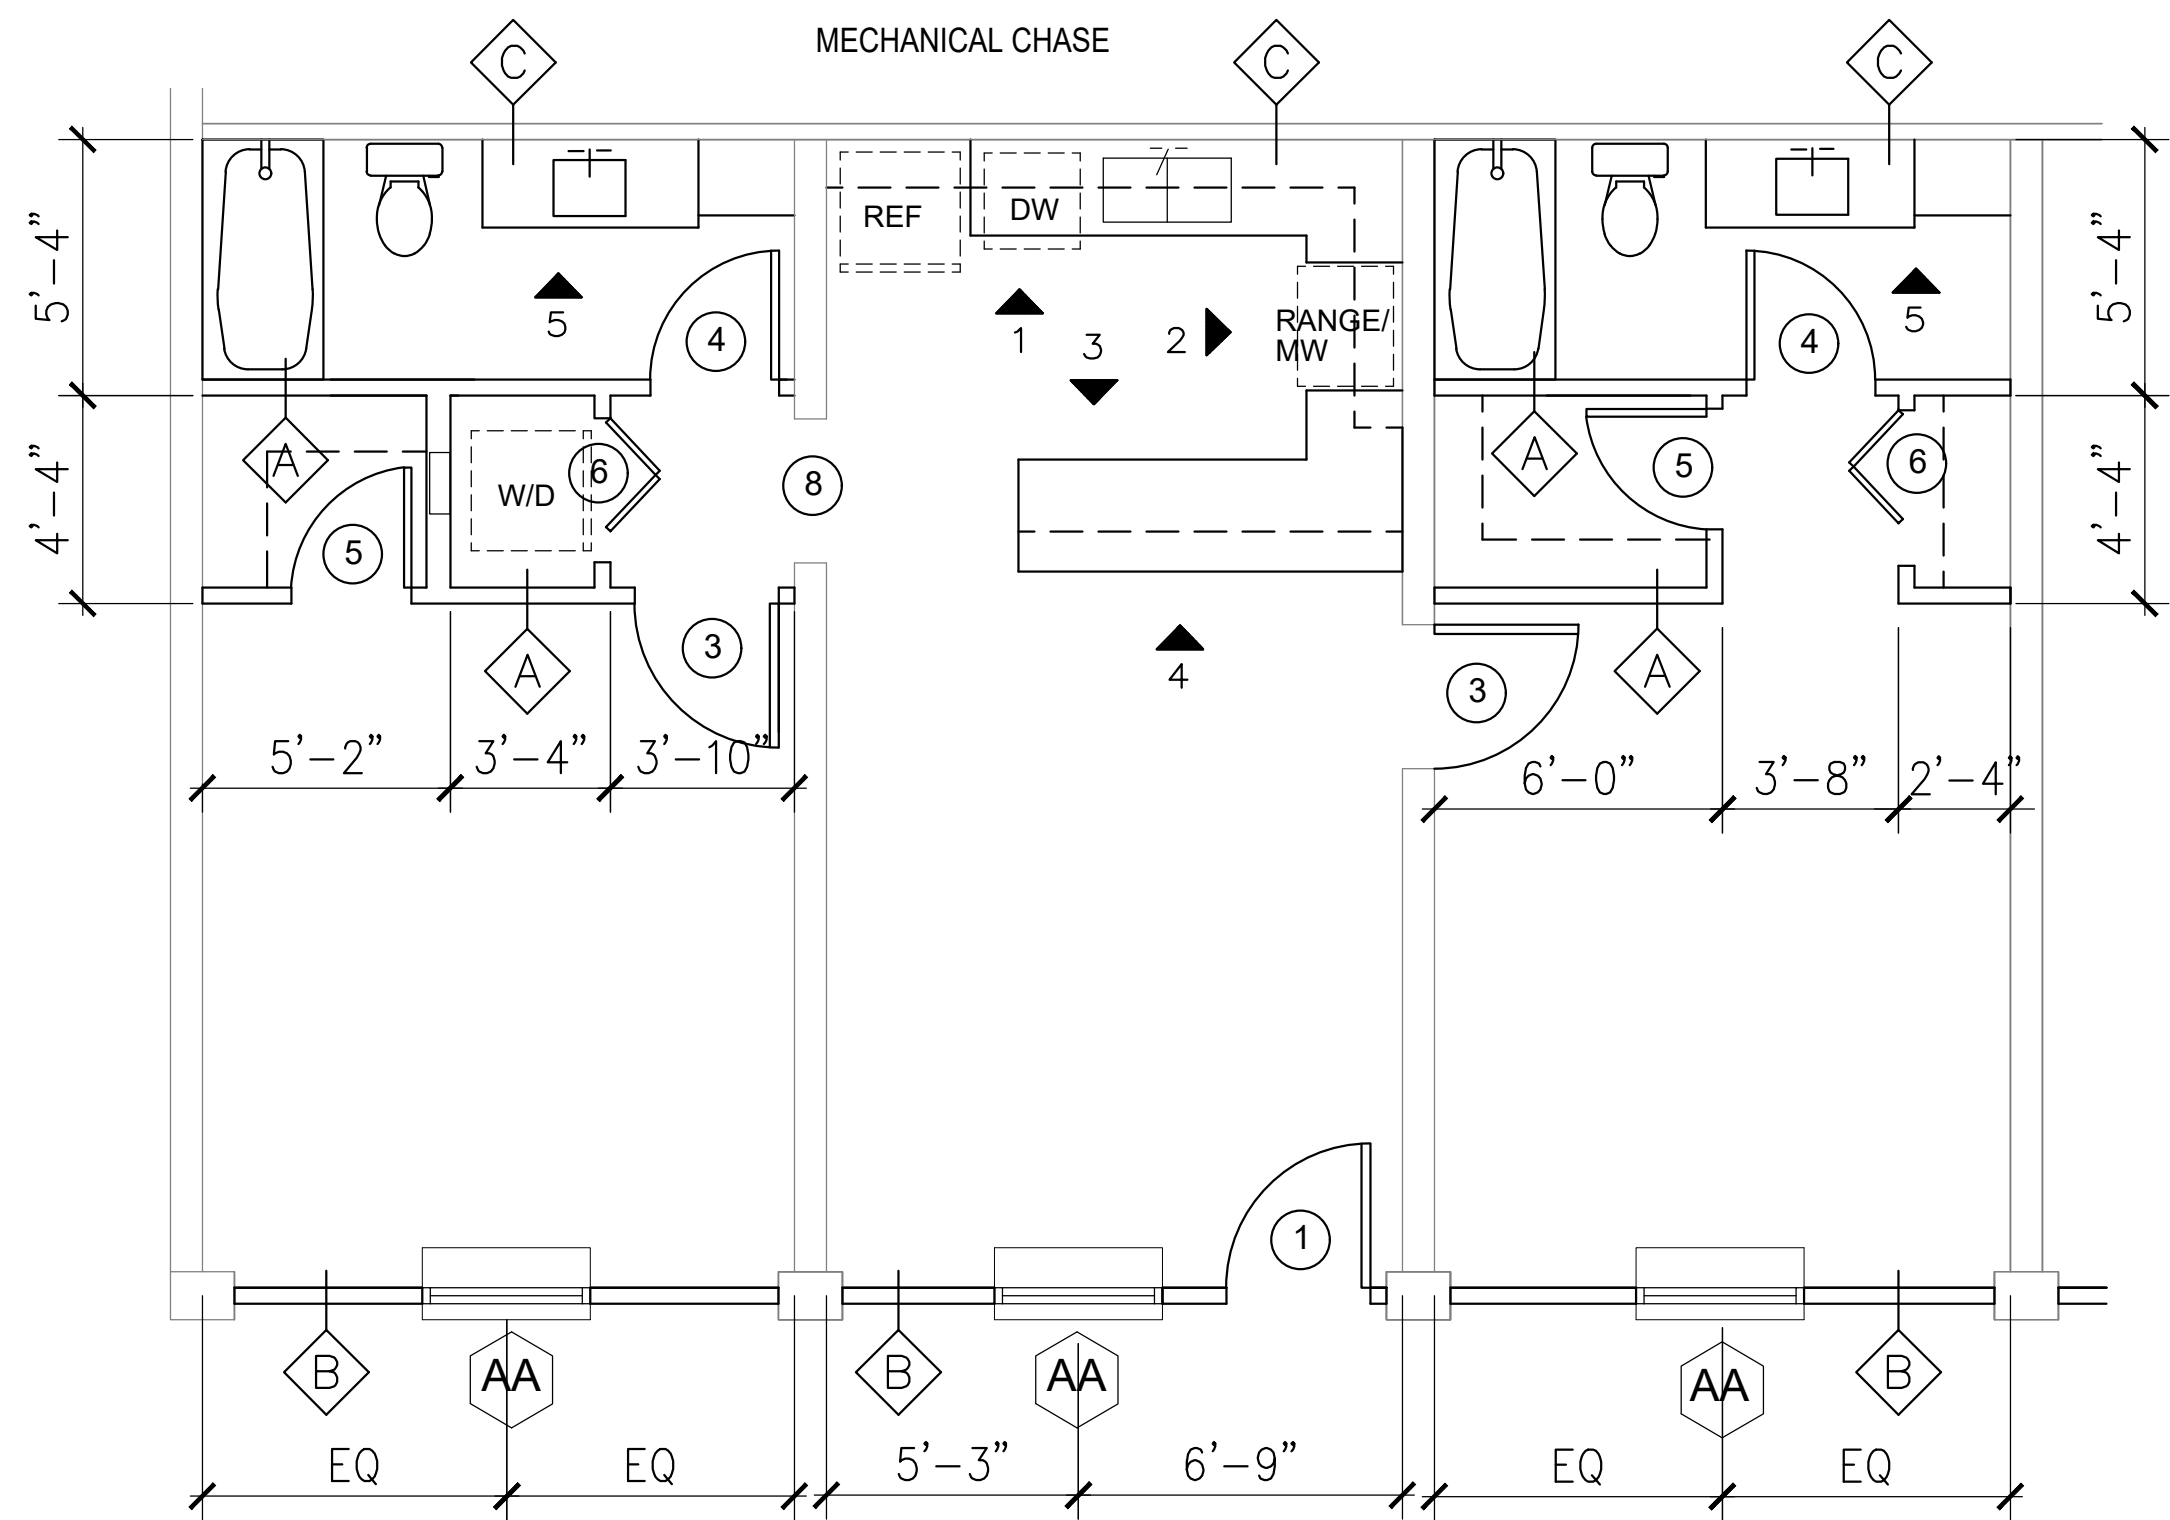 MECHANICAL CHASE
C
C
C
5'-4"
REF
DW
5'-4"
5
4
1
3
2
RANGE/
MW
4
5
4'-4"
A
6
W/D
8
5
A
5
6
4'-4"
3
A
4
3
A
5'-2"
3'-4"
3'-10"
6'-0"
3'-8"
2'-4"
1
B
AA
B
AA
AA
B
EQ
EQ
5'-3"
6'-9"
EQ
EQ